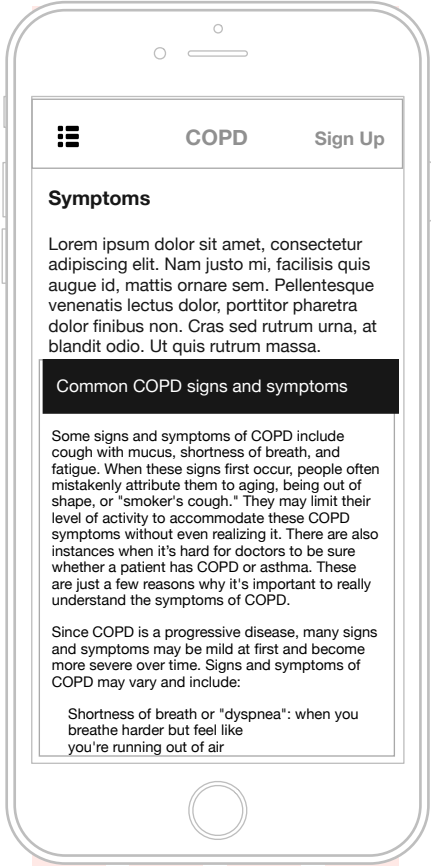 COPD
Sign Up
Symptoms
Lorem ipsum dolor sit amet, consectetur
adipiscing elit. Nam justo mi, facilisis quis
augue id, mattis ornare sem. Pellentesque
venenatis lectus dolor, porttitor pharetra
dolor finibus non. Cras sed rutrum urna, at
blandit odio. Ut quis rutrum massa.
Common COPD signs and symptoms
Some signs and symptoms of COPD include
cough with mucus, shortness of breath, and
fatigue. When these signs first occur, people often
mistakenly attribute them to aging, being out of
shape, or "smoker's cough." They may limit their
level of activity to accommodate these COPD
symptoms without even realizing it. There are also
instances when it’s hard for doctors to be sure
whether a patient has COPD or asthma. These
are just a few reasons why it's important to really
understand the symptoms of COPD.
Since COPD is a progressive disease, many signs
and symptoms may be mild at first and become
more severe over time. Signs and symptoms of
COPD may vary and include:
Shortness of breath or "dyspnea": when you
breathe harder but feel like
you're running out of air